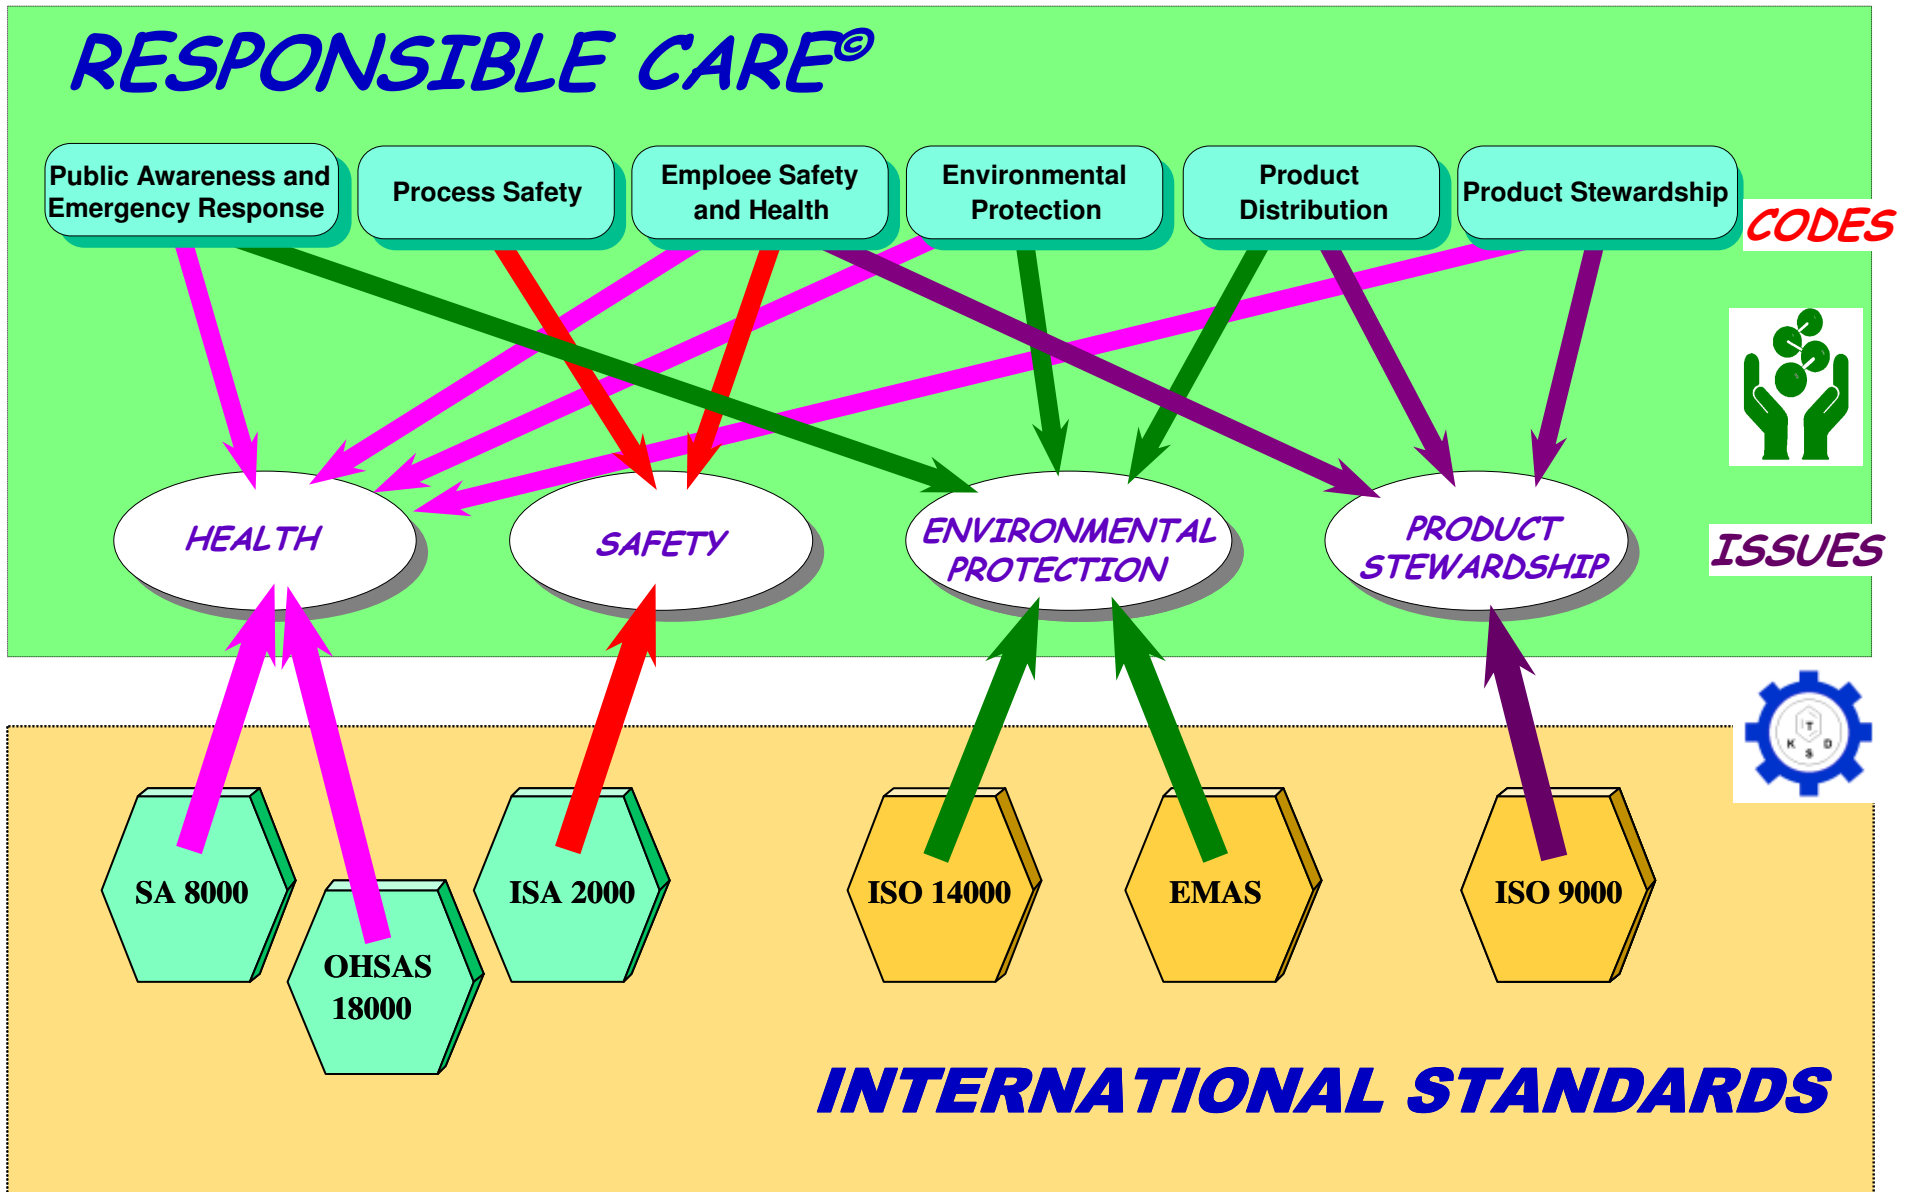 RESPONSIBLE CARE©
Public Awareness and
Emergency Response
Process Safety
Emploee Safety
and Health
Environmental
Protection
Product
Distribution
Product Stewardship
CODES
HEALTH
SAFETY
ENVIRONMENTAL
PROTECTION
PRODUCT
STEWARDSHIP
ISSUES
T
K S D
SA 8000
OHSAS
18000
ISA 2000
ISO 14000
EMAS
ISO 9000
INTERNATIONAL STANDARDS